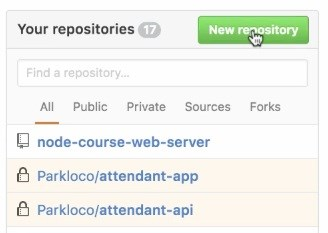 Your repositories 17 New repository
Find a repository...
All Public Private Sources Forks
node-course-web-server
Parkloco/attendant-app
Parkloco/attendant-api